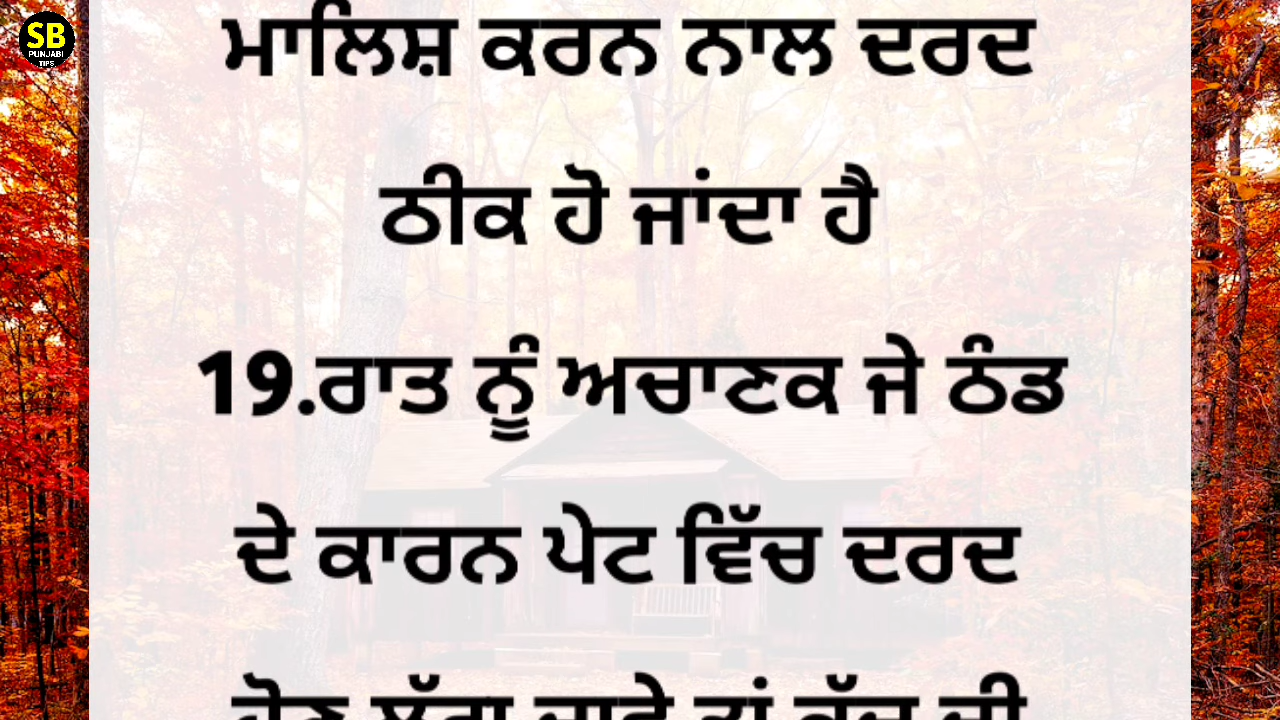 SB
PUNJABI
TIPS
ਮਾਲਿਸ਼ ਕਰਨ ਨਾਲ ਦਰਦ
ਠੀਕ ਹੋ ਜਾਂਦਾ ਹੈ
19.ਰਾਤ ਨੂੰ ਅਚਾਣਕ ਜੇ ਠੰਡ
ਦੇ ਕਾਰਨ ਪੇਟ ਵਿੱਚ ਦਰਦ